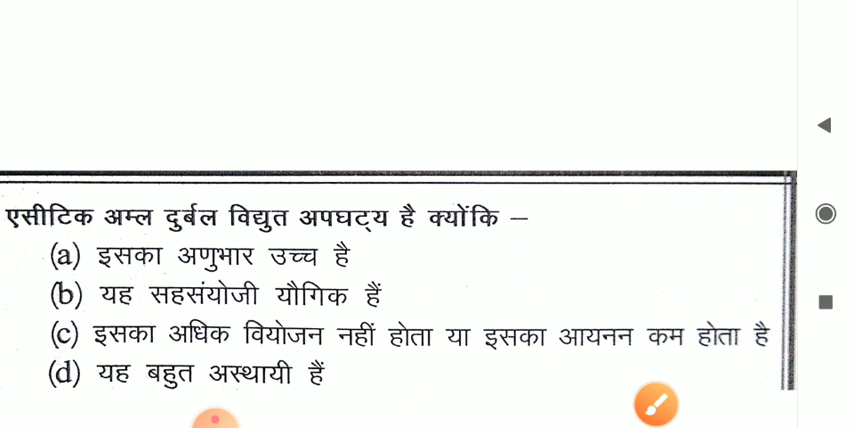 एसीटिक अम्ल दुर्बल विद्युत अपघट्य है क्योंकि –
(a) इसका अणुभार उच्च है
(b) यह सहसंयोजी यौगिक हैं
(c) इसका अधिक वियोजन नहीं होता या इसका आयनन कम होता है
(d) यह बहुत अस्थायी हैं